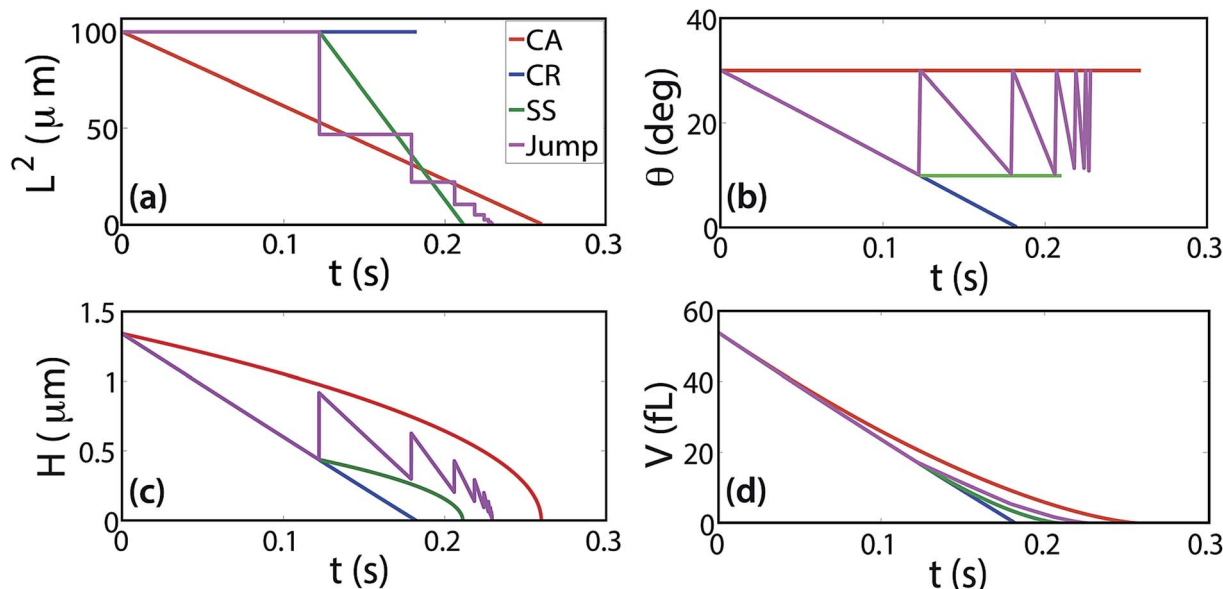 100
50
0
L² (μ m)
CA
CR
SS
Jump
(a)
0 0.1 0.2 0.3
t (s)
40
20
0
θ (deg)
(b)
0 0.1 0.2 0.3
t (s)
1.5
1
0.5
0
H (μm)
(c)
0 0.1 0.2 0.3
t (s)
60
40
20
0
V (fL)
(d)
0 0.1 0.2 0.3
t (s)